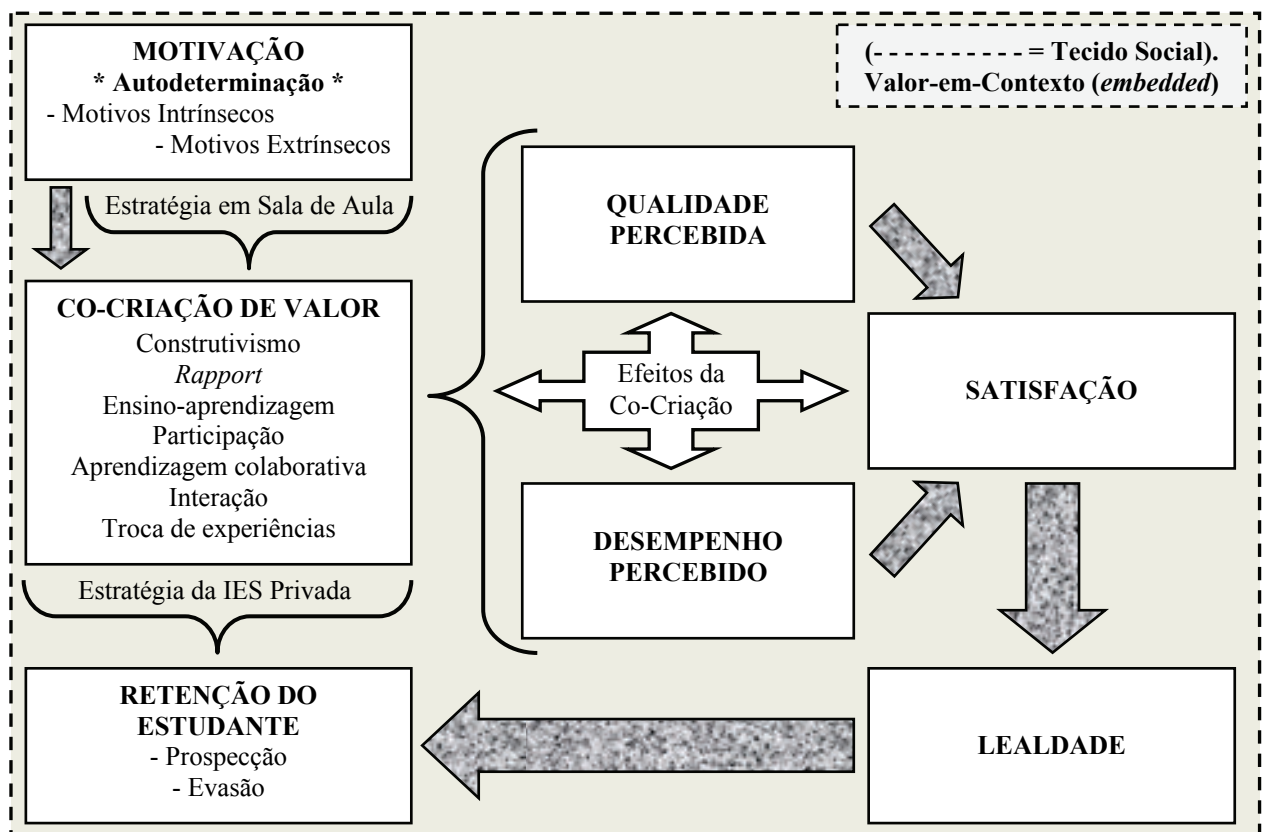 MOTIVAÇÃO
* Autodeterminação *
- Motivos Intrínsecos
- Motivos Extrínsecos
(- - - - - - - - - - = Tecido Social).
Valor-em-Contexto (embedded)
Estratégia em Sala de Aula
QUALIDADE
PERCEBIDA
CO-CRIAÇÃO DE VALOR
Construtivismo
Rapport
Ensino-aprendizagem
Participação
Aprendizagem colaborativa
Interação
Troca de experiências
Efeitos da
Co-Criação
SATISFAÇÃO
DESEMPENHO
PERCEBIDO
Estratégia da IES Privada
RETENÇÃO DO
ESTUDANTE
- Prospecção
- Evasão
LEALDADE